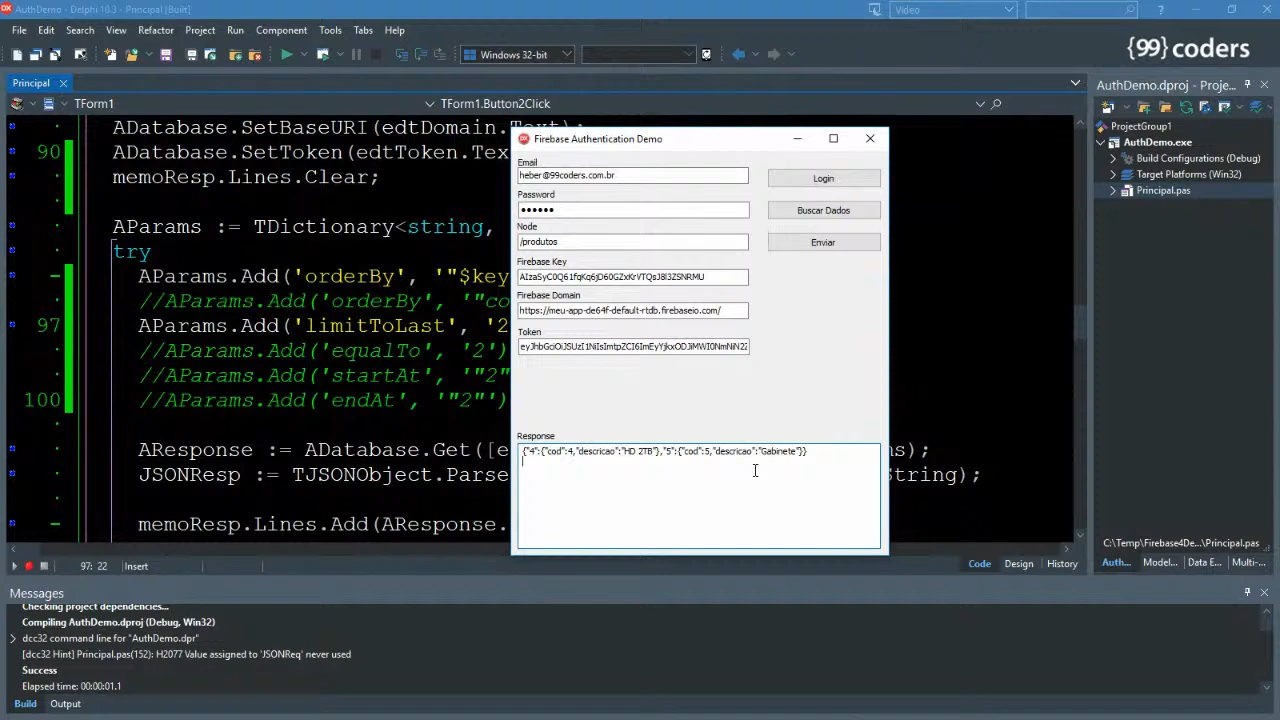 AuthDemo - Delphi 10.3 - Principal [Built]
Video
File Edit Search View Refactor Project Run Component Tools Tabs Help
Windows 32-bit
{99}coders
Principal
AuthDemo.dproj - Proje...
TForm1
TForm1.Button2Click
ProjectGroup1
AuthDemo.exe
Build Configurations (Debug)
Target Platforms (Win32)
Principal.pas
ADatabase.SetBaseURI(edtDomain.Text);
90 ADatabase.SetToken(edtToken.Tex
memoResp.Lines.Clear;
AParams := TDictionary<string,
try
AParams.Add('orderBy', '"$key
//AParams.Add('orderBy', '"co
97 AParams.Add('limitToLast', '2
//AParams.Add('equalTo', '2')
//AParams.Add('startAt', '"2"
100 //AParams.Add('endAt', '"2"')
AResponse := ADatabase.Get([e
ns);
JSONResp := TJSONObject.Parse
sString);
memoResp.Lines.Add(AResponse.
Firebase Authentication Demo
Email
heber@99coders.com.br
Login
Password
••••••
Buscar Dados
Node
/produtos
Enviar
Firebase Key
Firebase Domain
https://meu-app-de64f-default-rtdb.firebaseio.com/
Token
Response
{"4":{"cod":4,"descricao":"HD 2TB"},"5":{"cod":5,"descricao":"Gabinete"}}
C:\Temp\Firebase4De...\Principal.pas
97: 22 Insert
Code Design History
Auth... Model... Data E... Multi-...
Messages
Checking project dependencies...
Compiling AuthDemo.dproj (Debug, Win32)
dcc32 command line for "AuthDemo.dpr"
[dcc32 Hint] Principal.pas(152): H2077 Value assigned to 'JSONReq' never used
Success
Elapsed time: 00:00:01.1
Build Output